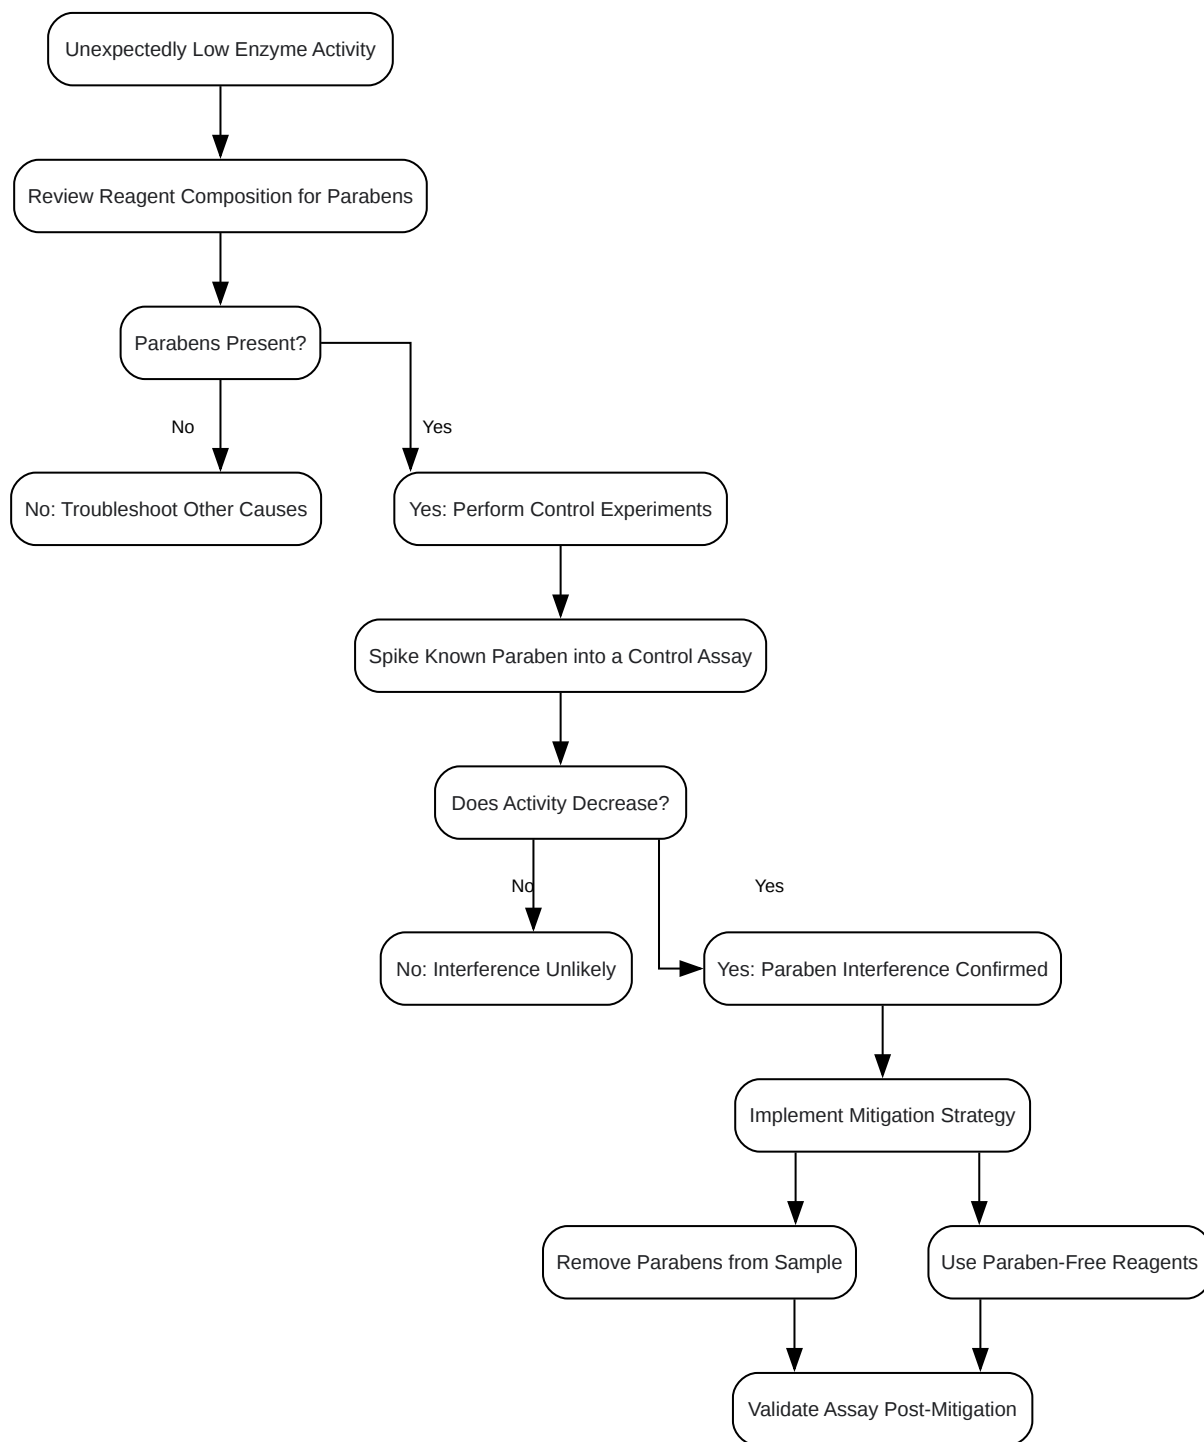 Unexpectedly Low Enzyme Activity
Review Reagent Composition for Parabens
Parabens Present?
No
Yes
No: Troubleshoot Other Causes
Yes: Perform Control Experiments
Spike Known Paraben into a Control Assay
Does Activity Decrease?
No
Yes
No: Interference Unlikely
Yes: Paraben Interference Confirmed
Implement Mitigation Strategy
Remove Parabens from Sample
Use Paraben-Free Reagents
Validate Assay Post-Mitigation